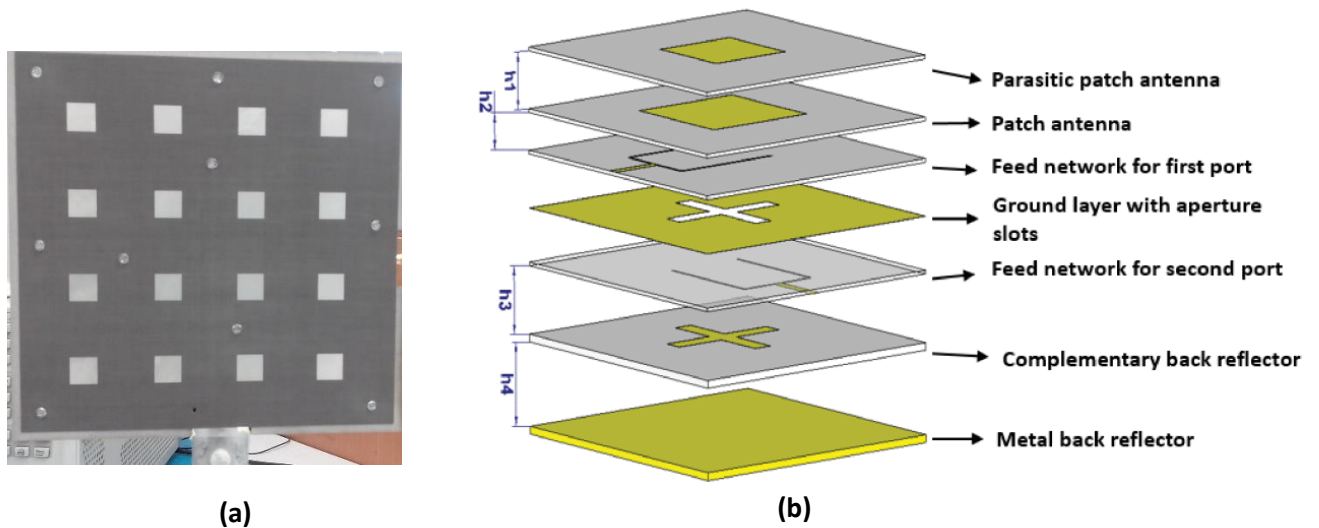 h1
h2
h3
h4
Parasitic patch antenna
Patch antenna
Feed network for first port
Ground layer with aperture
slots
Feed network for second port
Complementary back reflector
Metal back reflector
(a)
(b)